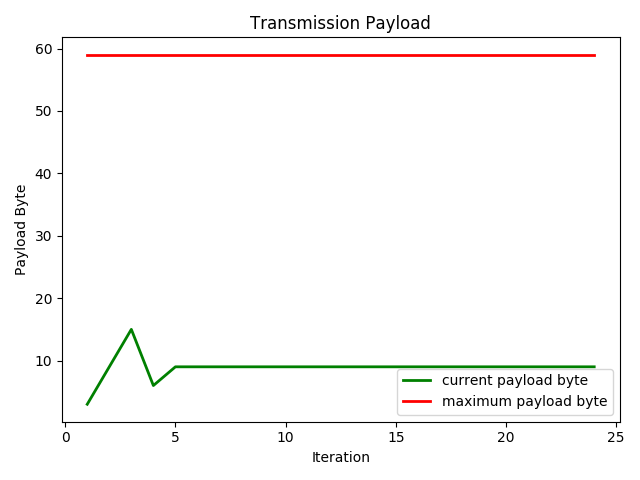 Transmission Payload
60
50
40
30
20
10
Payload Byte
current payload byte
maximum payload byte
0 5 10 15 20 25
Iteration